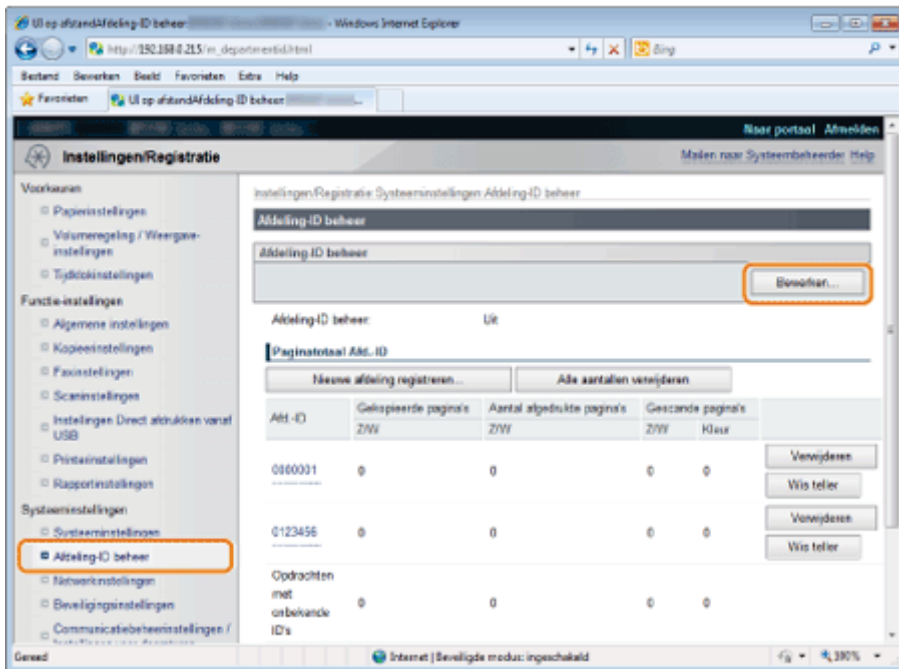 UI op afstandAfdeling-ID beheer - Windows Internet Explorer
http://192.168.0.215/m_departmentid.html
Bing
Bestand Bewerken Beeld Favorieten Extra Help
Favorieten
UI op afstandAfdeling-ID beheer:
Naar portaal Afmelden
Instellingen/Registratie
Mailen naar Systeembeheerder Help
Voorkeuren
Papierinstellingen
Volumeregeling / Weergave-
instellingen
Tijdklokinstellingen
Functie-instellingen
Algemene instellingen
Kopieerinstellingen
Faxinstellingen
Scaninstellingen
Instellingen Direct afdrukken vanaf
USB
Printerinstellingen
Rapportinstellingen
Systeeminstellingen
Systeeminstellingen
Afdeling-ID beheer
Netwerkinstellingen
Beveiligingsinstellingen
Communicatiebeheerinstellingen /
Instellingen/Registratie: Systeeminstellingen: Afdeling-ID beheer
Afdeling-ID beheer
Afdeling-ID beheer
Bewerken...
Afdeling-ID beheer: Uit
Paginatotaal Afd.-ID
Nieuwe afdeling registreren... Alle aantallen verwijderen
Afd.-ID Gekopieerde pagina's Aantal afgedrukte pagina's Gescande pagina's
Z/W Z/W Z/W Kleur
0000001 0 0 0 0 Verwijderen
Wis teller
0123456 0 0 0 0 Verwijderen
Wis teller
Opdrachten
met
onbekende
ID's
0 0 0 0
Gereed Internet | Beveiligde modus: ingeschakeld